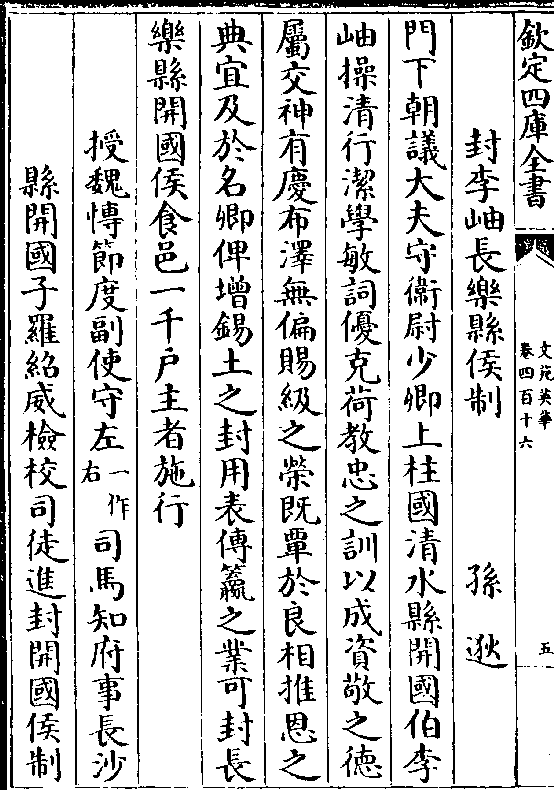 欽定四庫全書
文苑英華
卷四百十六
五
封李岫長樂縣侯制 孫逖
門下朝議大夫守衛尉少卿上柱國清水縣開國伯李
岫操清行潔學敏詞優克荷教忠之訓以成資敬之德
屬交神有慶布澤無偏賜級之榮既覃於良相推恩之
典宜及於名卿俾增錫土之封用表傳籯之業可封長
樂縣開國侯食邑一千戶主者施行
授魏博節度副使守左一作右司馬知府事長沙
縣開國子羅紹威檢校司徒進封開國侯制